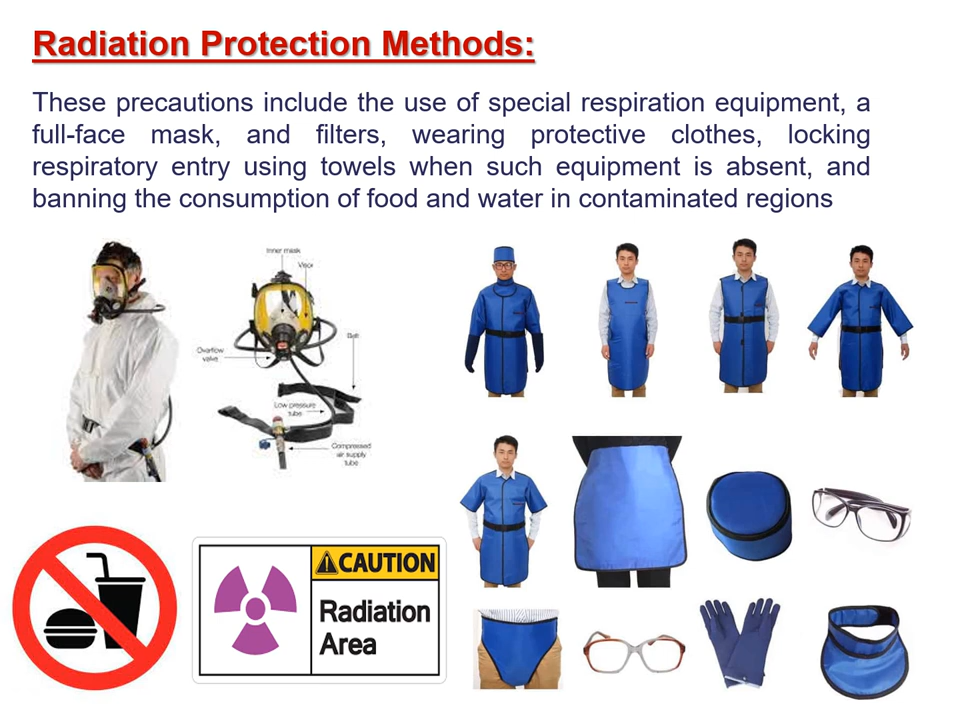 Radiation Protection Methods:
These precautions include the use of special respiration equipment, a
full-face mask, and filters, wearing protective clothes, locking
respiratory entry using towels when such equipment is absent, and
banning the consumption of food and water in contaminated regions
Inner mask
Visor
Belt
Overflow
valve
Low pressure
tube
Compressed
air supply
tube
CAUTION
Radiation
Area